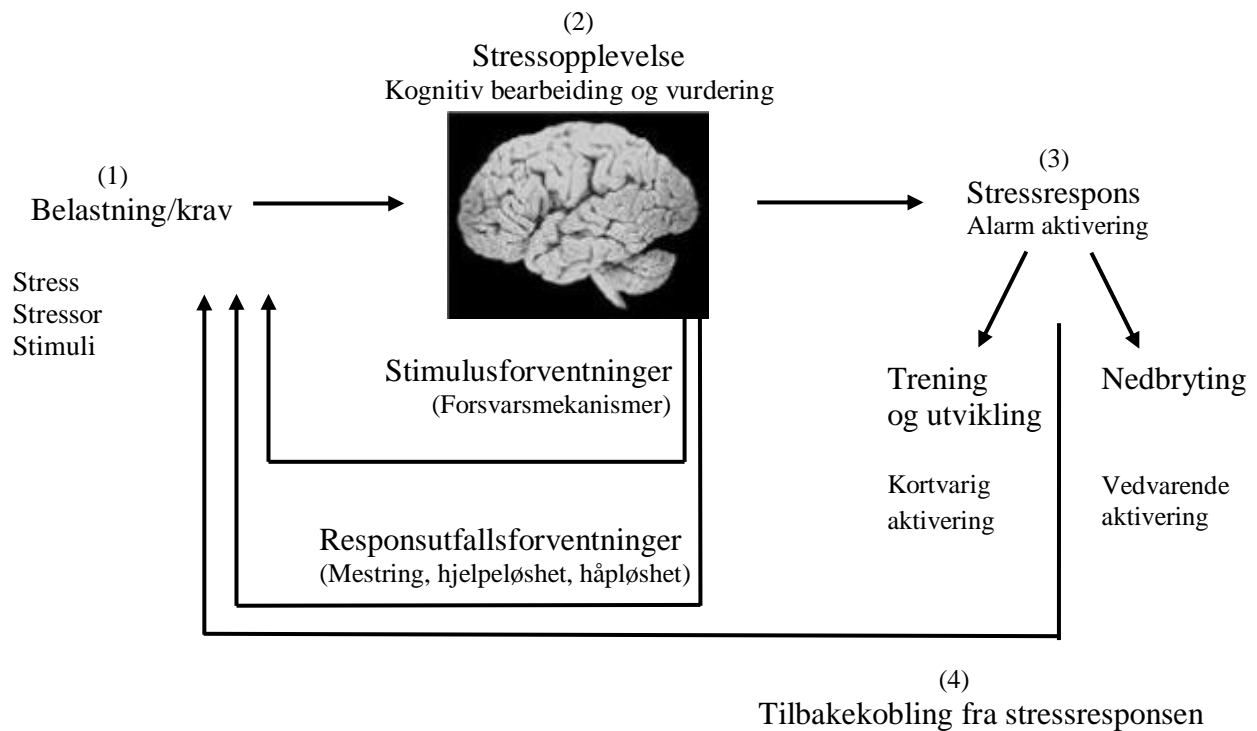 (2)
Stressopplevelse
Kognitiv bearbeiding og vurdering
(1)
Belastning/krav
Stress
Stressor
Stimuli
(3)
Stressrespons
Alarm aktivering
Stimulusforventninger
(Forsvarsmekanismer)
Responsutfallsforventninger
(Mestring, hjelpeløshet, håpløshet)
Trening
og utvikling
Kortvarig
aktivering
Nedbryting
Vedvarende
aktivering
(4)
Tilbakekobling fra stressresponsen